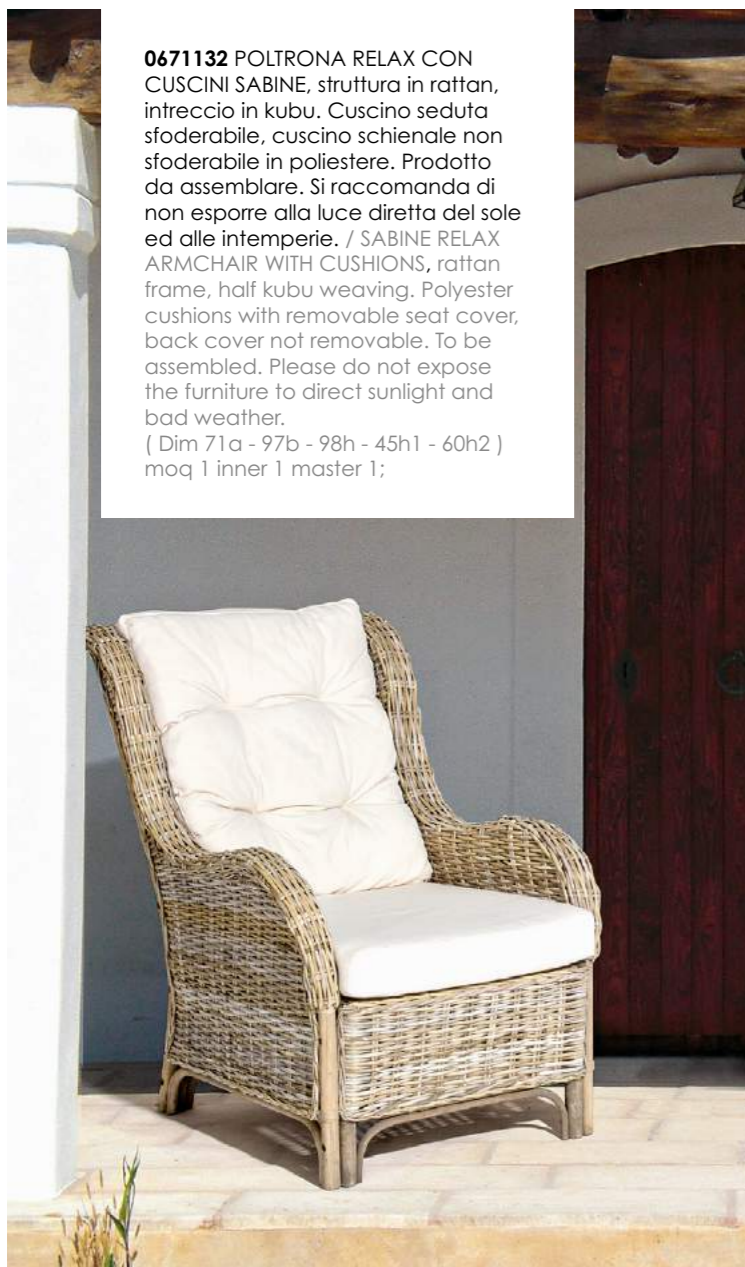 0671132 POLTRONA RELAX CON
CUSCINI SABINE, struttura in rattan,
intreccio in kubu. Cuscino seduta
sfoderabile, cuscino schienale non
sfoderabile in poliestere. Prodotto
da assemblare. Si raccomanda di
non esporre alla luce diretta del sole
ed alle intemperie. / SABINE RELAX
ARMCHAIR WITH CUSHIONS, rattan
frame, half kubu weaving. Polyester
cushions with removable seat cover,
back cover not removable. To be
assembled. Please do not expose
the furniture to direct sunlight and
bad weather.
( Dim 71a - 97b - 98h - 45h1 - 60h2 )
moq 1 inner 1 master 1;